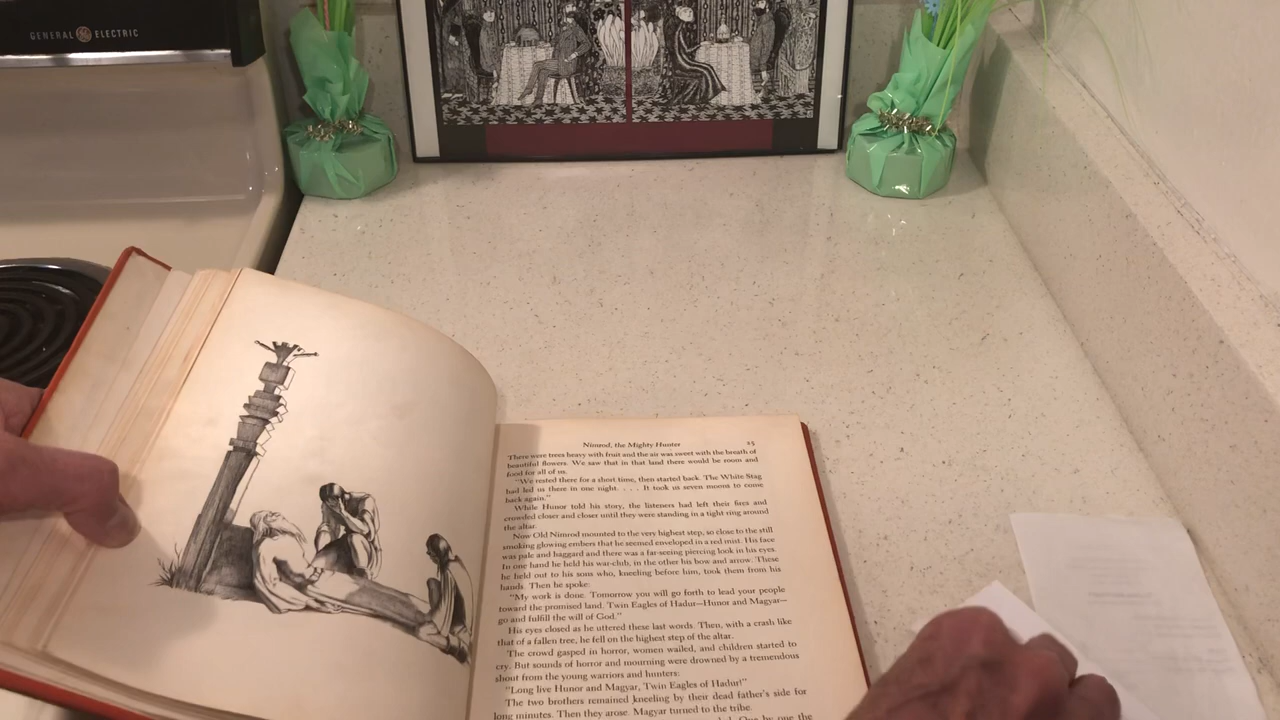 GENERAL GE ELECTRIC
Nimrod, the Mighty Hunter 25
There were trees heavy with fruit and the air was sweet with the breath of
beautiful flowers. We saw that in that land there would be room and
food for all of us.
"We rested there for a short time, then started back. The White Stag
had led us there in one night. . . . It took us seven moons to come
back again."
While Hunor told his story, the listeners had left their fires and
crowded closer and closer until they were standing in a tight ring around
the altar.
Now Old Nimrod mounted to the very highest step, so close to the still
smoking glowing embers that he seemed enveloped in a red mist. His face
was pale and haggard and there was a far-seeing piercing look in his eyes.
In one hand he held his war-club, in the other his bow and arrow. These
he held out to his sons who, kneeling before him, took them from his
hands. Then he spoke:
"My work is done. Tomorrow you will go forth to lead your people
toward the promised land. Twin Eagles of Hadur—Hunor and Magyar—
go and fulfill the will of God."
His eyes closed as he uttered these last words. Then, with a crash like
that of a fallen tree, he fell on the highest step of the altar.
The crowd gasped in horror, women wailed, and children started to
cry. But sounds of horror and mourning were drowned by a tremendous
shout from the young warriors and hunters:
"Long live Hunor and Magyar, Twin Eagles of Hadur!"
The two brothers remained kneeling by their dead father's side for
long minutes. Then they arose. Magyar turned to the tribe.
One by one the